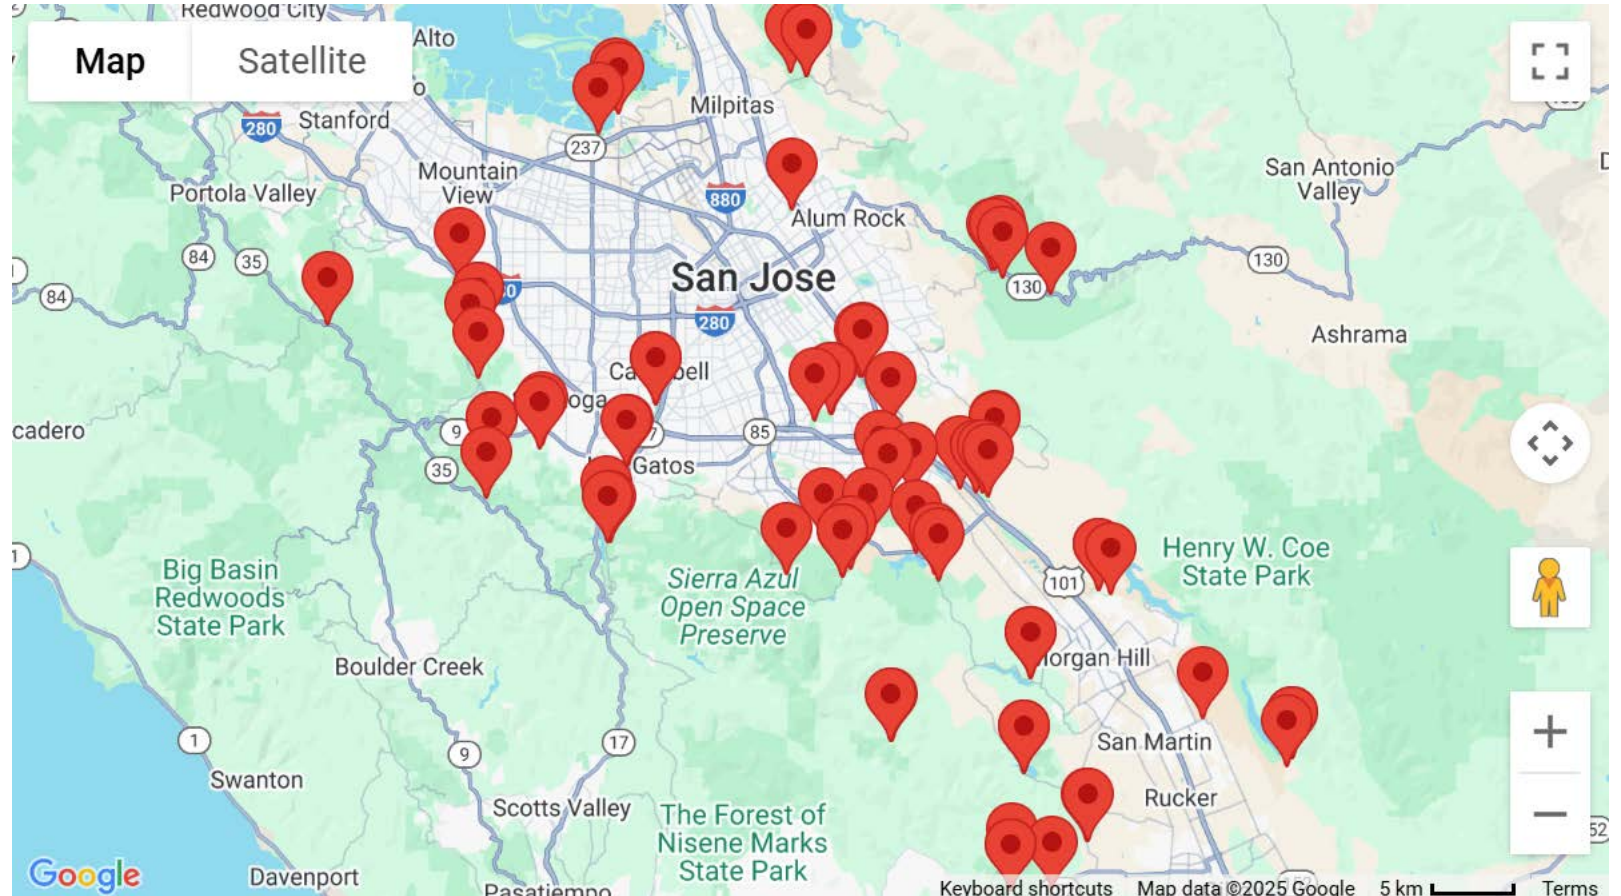 Redwood City
Alto
Map
Satellite
Milpitas
Stanford
280
237
Mountain
View
Portola Valley
880
San Antonio
Valley
Alum Rock
84
35
130
San Jose
130
84
280
Ashrama
85
9
Gatos
35
cadero
1
Big Basin
Redwoods
State Park
Sierra Azul
Open Space
Preserve
Henry W. Coe
State Park
101
Boulder Creek
Morgan Hill
1
9
17
San Martin
Swanton
Scotts Valley
Rucker
The Forest of
Nisene Marks
State Park
52
Google
Davenport
Pasatiempo
Keyboard shortcuts
Map data ©2025 Google
5 km
Terms